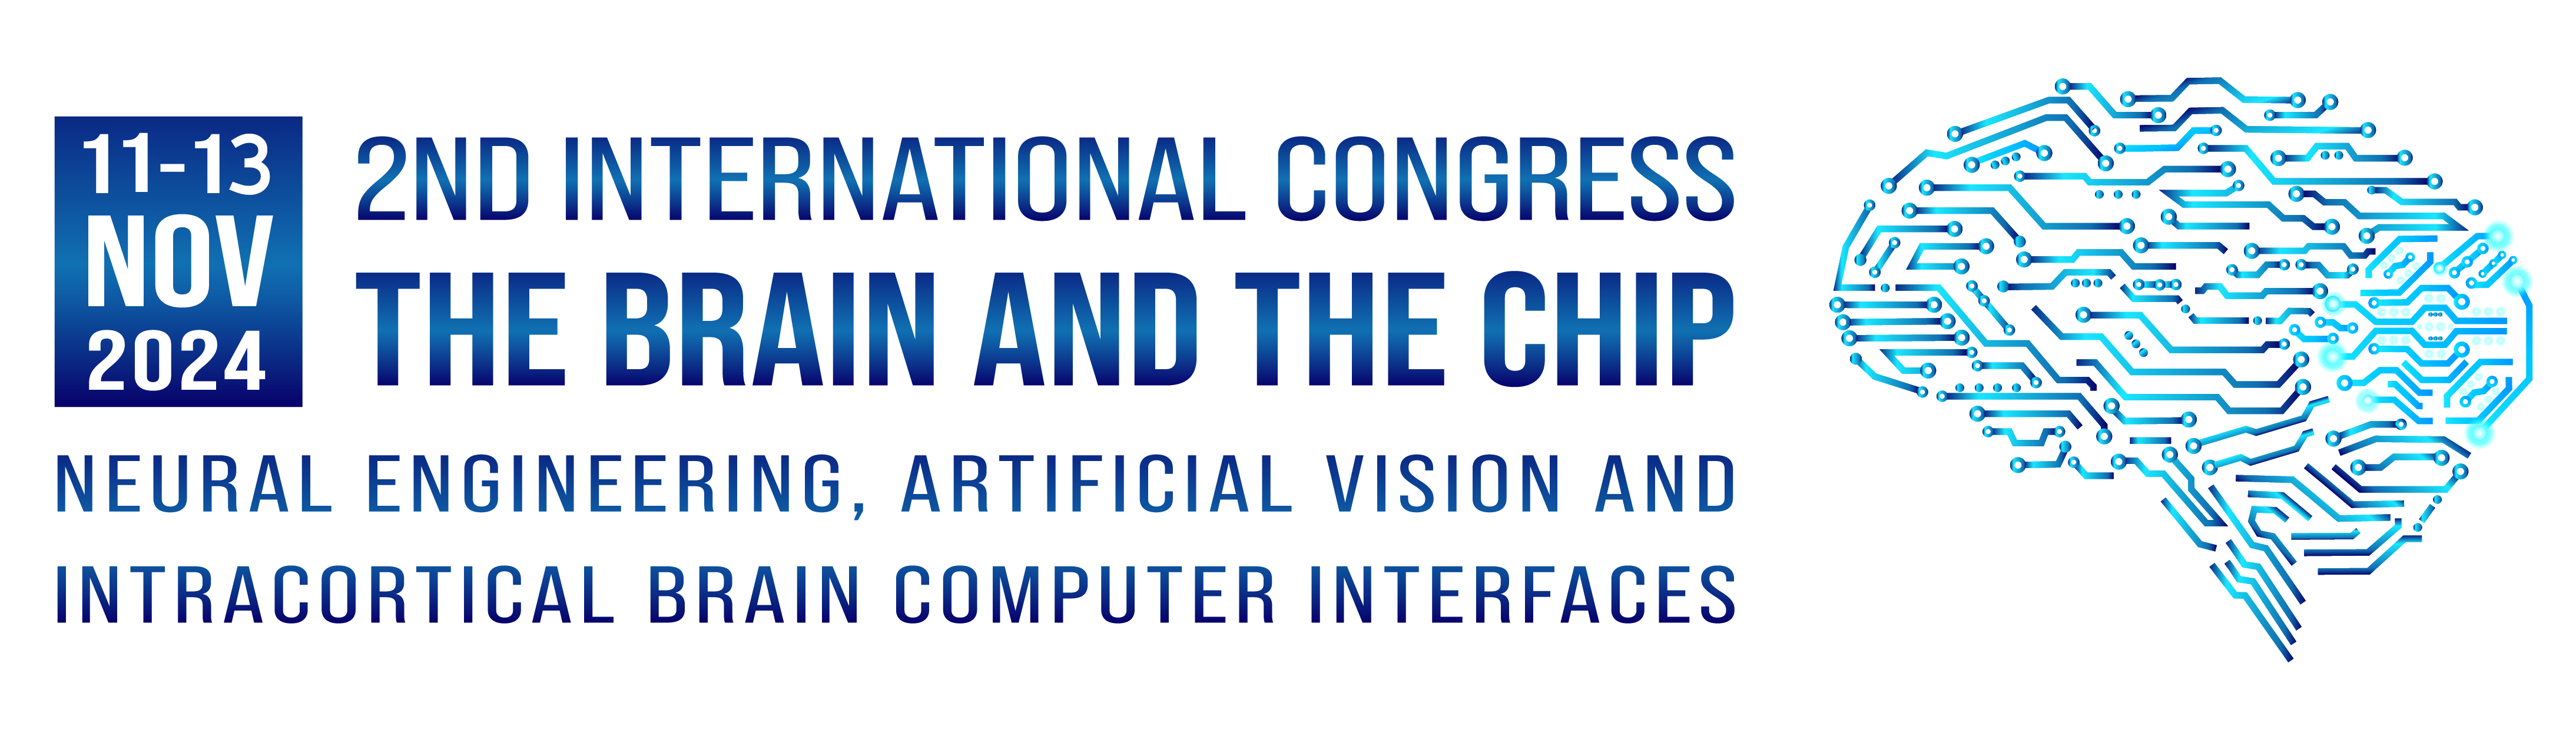 11-13
NOV
2024
2ND INTERNATIONAL CONGRESS
THE BRAIN AND THE CHIP
NEURAL ENGINEERING, ARTIFICIAL VISION AND
INTRACORTICAL BRAIN COMPUTER INTERFACES